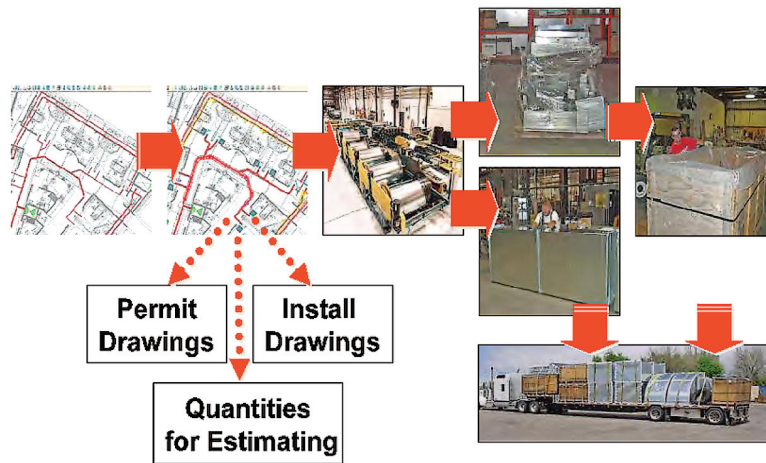 Permit
Drawings
Install
Drawings
Quantities
for Estimating